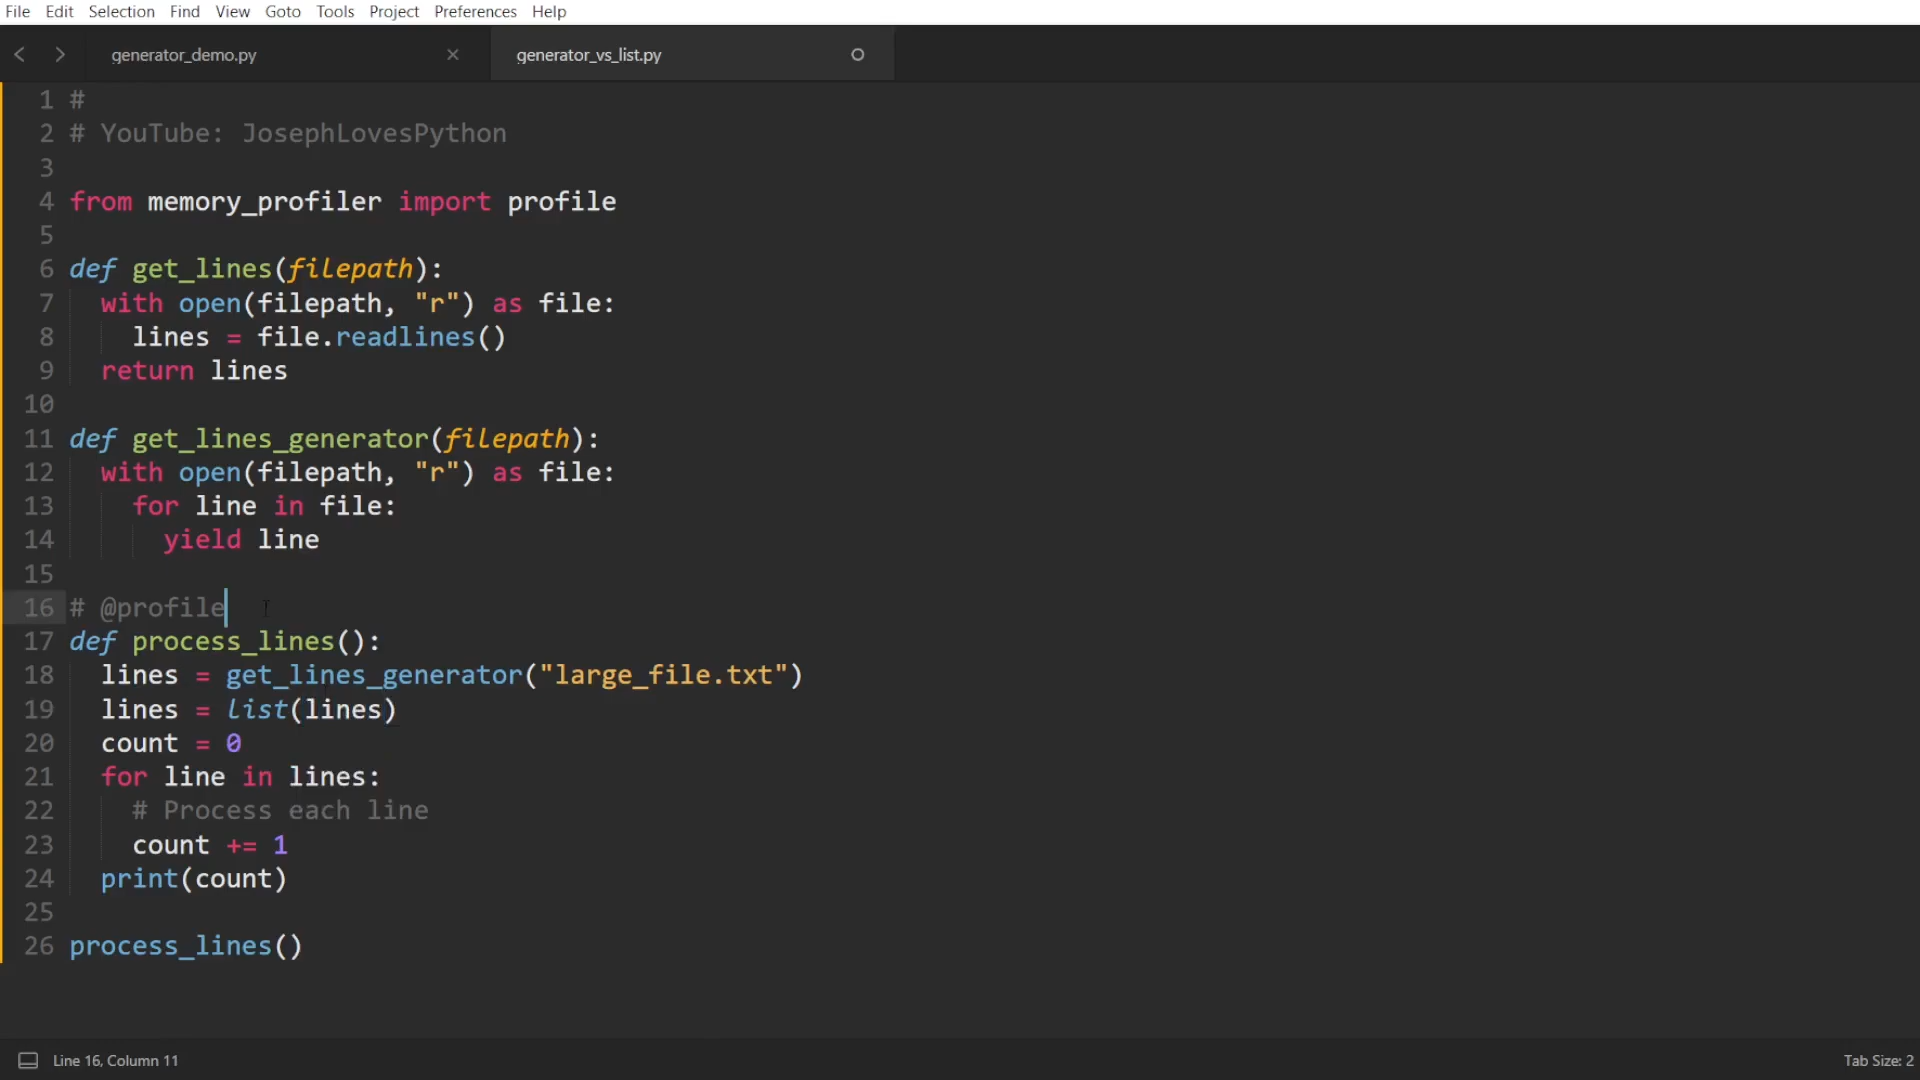 File Edit Selection Find View Goto Tools Project Preferences Help
generator_demo.py generator_vs_list.py
1 #
2 # YouTube: JosephLovesPython
3
4 from memory_profiler import profile
5
6 def get_lines(filepath):
7 with open(filepath, "r") as file:
8 lines = file.readlines()
9 return lines
10
11 def get_lines_generator(filepath):
12 with open(filepath, "r") as file:
13 for line in file:
14 yield line
15
16 # @profile
17 def process_lines():
18 lines = get_lines_generator("large_file.txt")
19 lines = list(lines)
20 count = 0
21 for line in lines:
22 # Process each line
23 count += 1
24 print(count)
25
26 process_lines()
Line 16, Column 11 Tab Size: 2